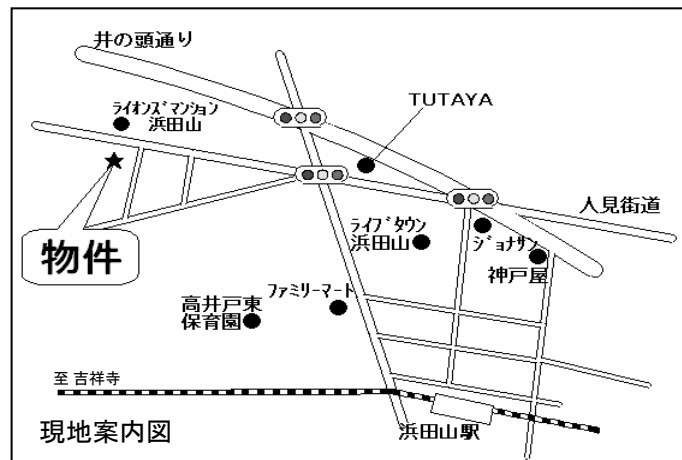 井の頭通り
TUTAYA
ﾗｲｵﾝｽﾞﾏﾝｼｮﾝ
浜田山
人見街道
物件
ﾗｲﾌﾞﾀｳﾝ
浜田山
ｼﾞｮﾅｻﾝ
神戸屋
ﾌｧﾐﾘｰﾏｰﾄ
高井戸東
保育園
至 吉祥寺
現地案内図
浜田山駅